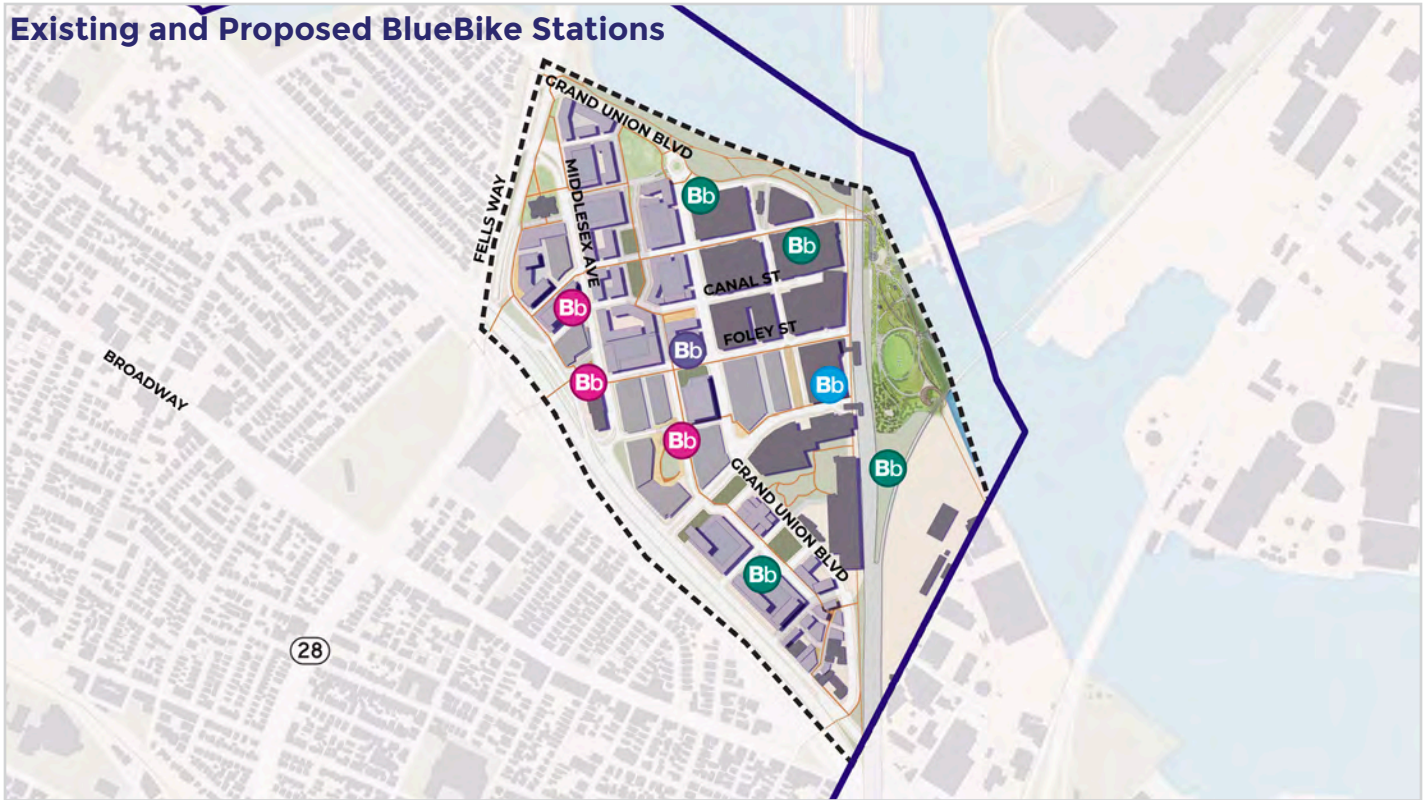 Existing and Proposed BlueBike Stations
GRAND UNION BLVD
MIDDLESEX AVE
FELLS WAY
Bb
Bb
CANAL ST
Bb
FOLEY ST
Bb
BROADWAY
Bb
Bb
Bb
GRAND UNION BLVD
Bb
Bb
28